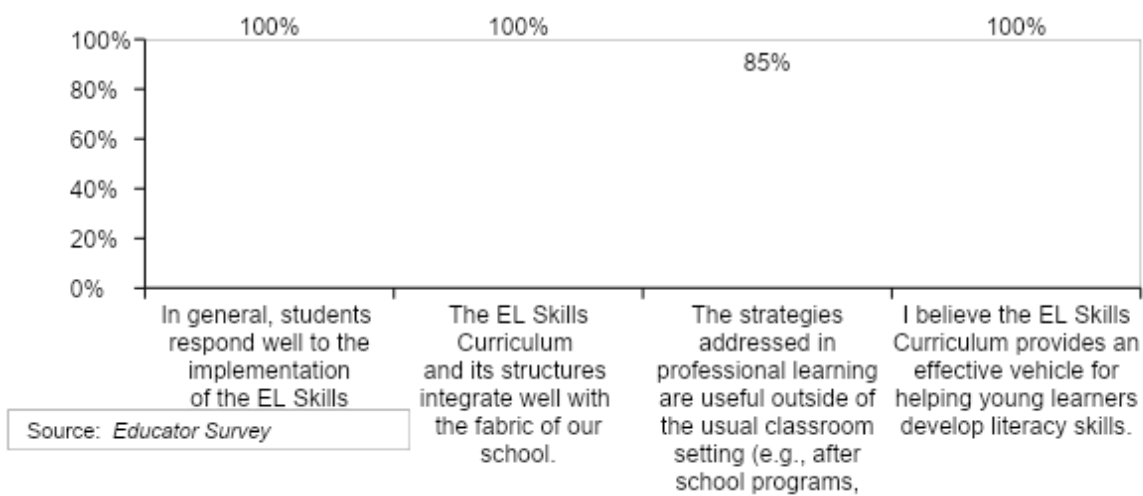 100%
100%
100%
85%
100%
80%
60%
40%
20%
0%
In general, students
respond well to the
implementation
of the EL Skills
The EL Skills
Curriculum
and its structures
integrate well with
the fabric of our
school.
The strategies
addressed in
professional learning
are useful outside of
the usual classroom
setting (e.g., after
school programs,
I believe the EL Skills
Curriculum provides an
effective vehicle for
helping young learners
develop literacy skills.
Source: Educator Survey